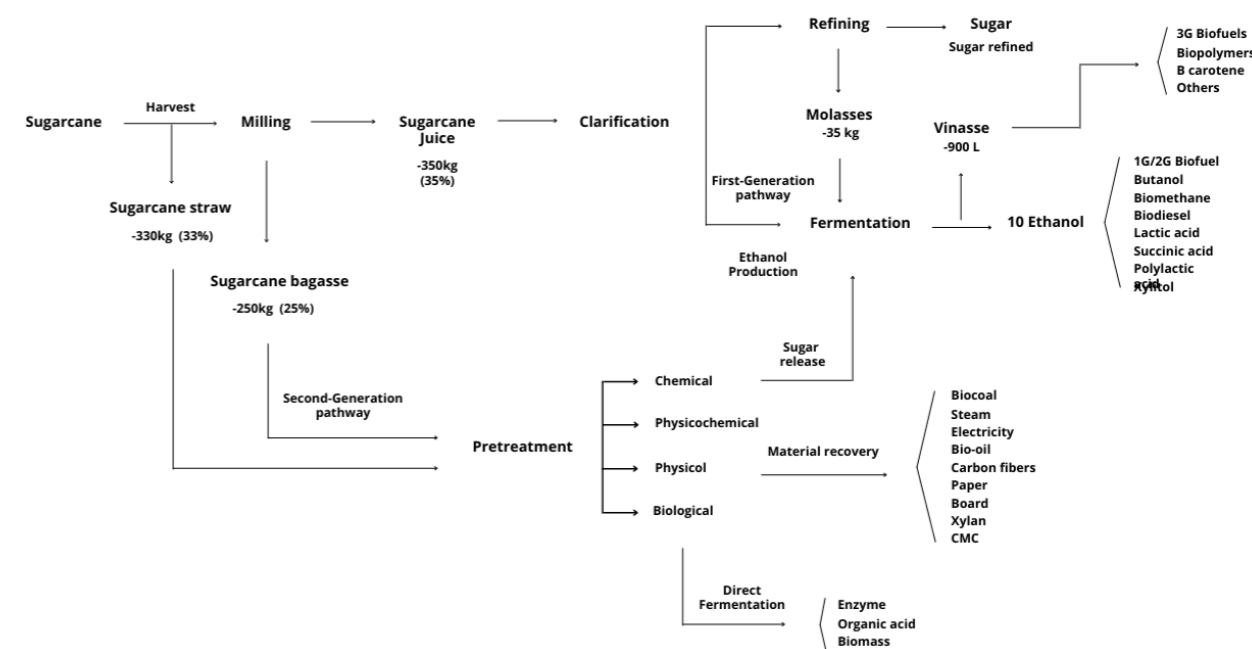 Refining
Sugar
Sugar refined
3G Biofuels
Biopolymers
B carotene
Others
Harvest
Sugarcane
Milling
Sugarcane
Juice
-350kg
(35%)
Clarification
Molasses
-35 kg
Vinasse
-900 L
First-Generation
pathway
Fermentation
10 Ethanol
1G/2G Biofuel
Butanol
Biomethane
Biodiesel
Lactic acid
Succinic acid
Polylactic
acid
Xylitol
Sugarcane straw
-330kg (33%)
Ethanol
Production
Sugarcane bagasse
-250kg (25%)
Sugar
release
Second-Generation
pathway
Pretreatment
Chemical
Physicochemical
Physicol
Biological
Material recovery
Biocoal
Steam
Electricity
Bio-oil
Carbon fibers
Paper
Board
Xylan
CMC
Direct
Fermentation
Enzyme
Organic acid
Biomass